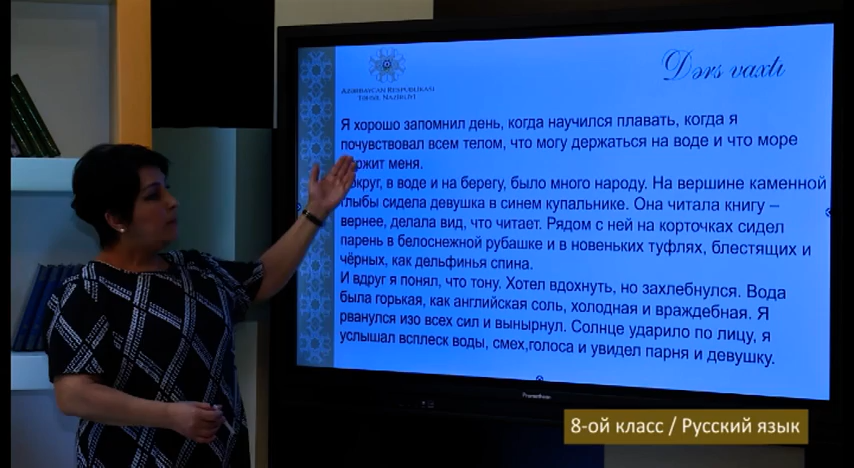 AZƏRBAYCAN RESPUBLİKASI
TƏHSİL NAZİRLİYİ
Dərs vaxtı
Я хорошо запомнил день, когда научился плавать, когда я
почувствовал всем телом, что могу держаться на воде и что море
держит меня.
Вокруг, в воде и на берегу, было много народу. На вершине каменной
глыбы сидела девушка в синем купальнике. Она читала книгу –
вернее, делала вид, что читает. Рядом с ней на корточках сидел
парень в белоснежной рубашке и в новеньких туфлях, блестящих и
чёрных, как дельфинья спина.
И вдруг я понял, что тону. Хотел вдохнуть, но захлебнулся. Вода
была горькая, как английская соль, холодная и враждебная. Я
рванулся изо всех сил и вынырнул. Солнце ударило по лицу, я
услышал всплеск воды, смех,голоса и увидел парня и девушку.
Promethean
8-ой класс / Русский язык